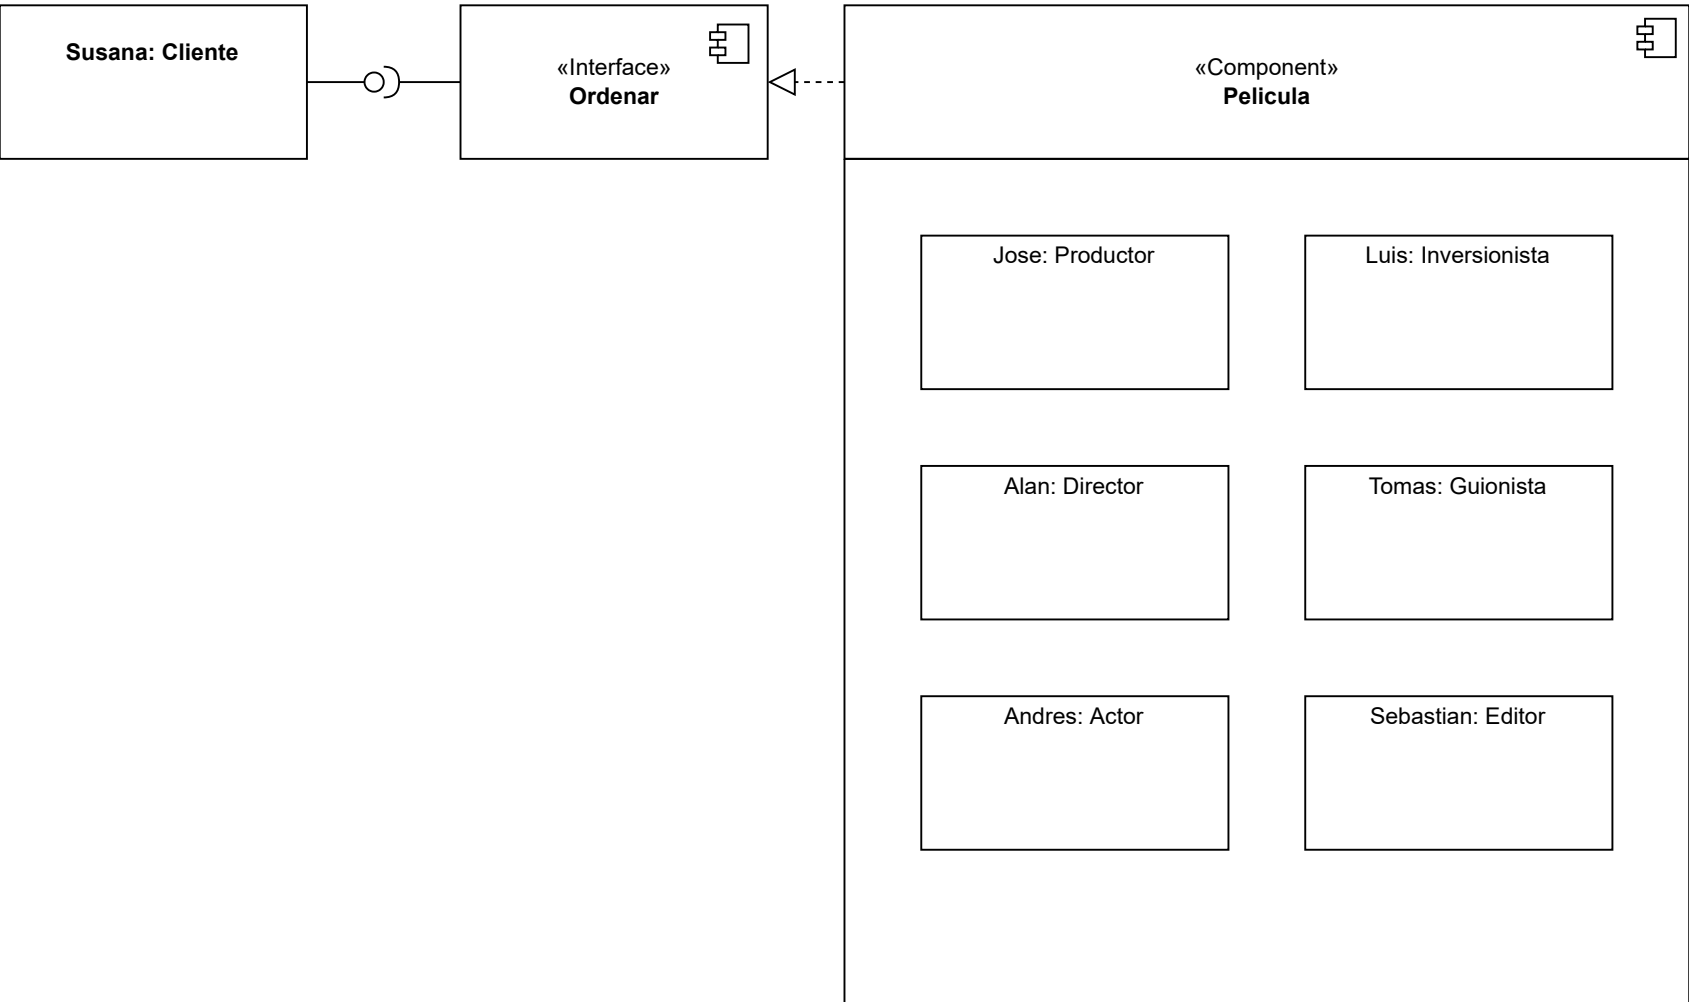 Susana: Cliente
«Interface»
Ordenar
«Component»
Pelicula
Jose: Productor
Luis: Inversionista
Alan: Director
Tomas: Guionista
Andres: Actor
Sebastian: Editor